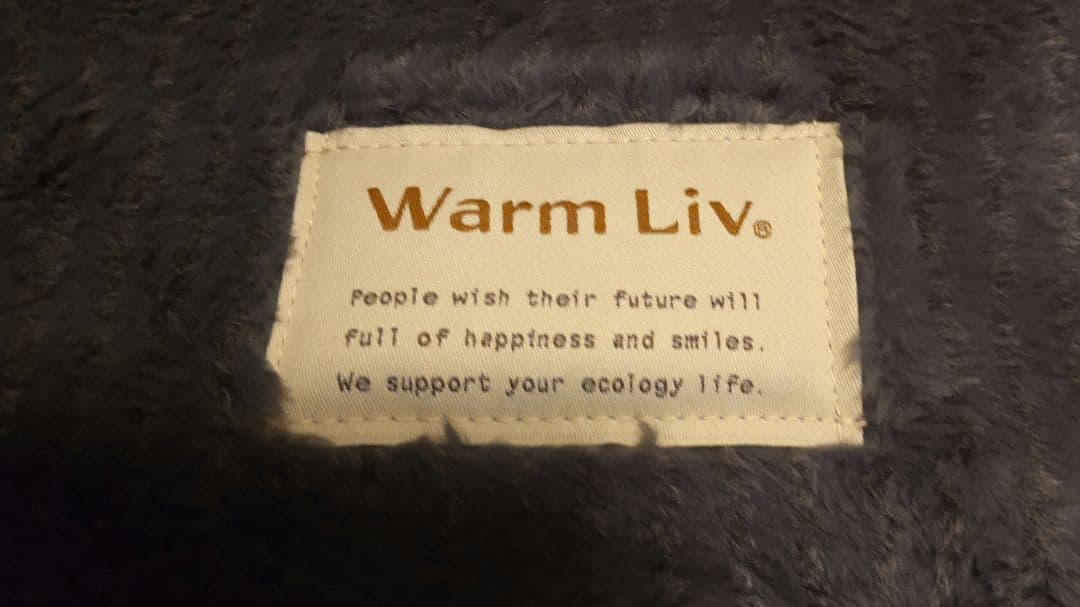 Warm Liv®
People wish their future will
full of happiness and smiles.
We support your ecology life.